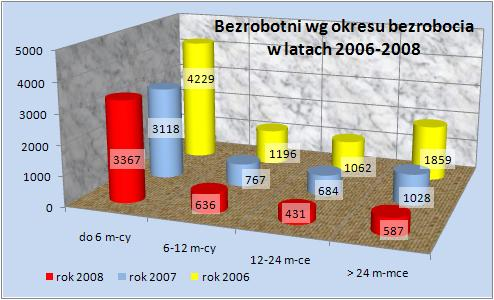 Bezrobotni wg okresu bezrobocia
w latach 2006-2008
5000
4000
3000
2000
1000
0
4229
3118
3367
1196
767
636
1062
684
431
1859
1028
587
do 6 m-cy
6-12 m-cy
12-24 m-ce
> 24 m-mce
rok 2008 rok 2007 rok 2006